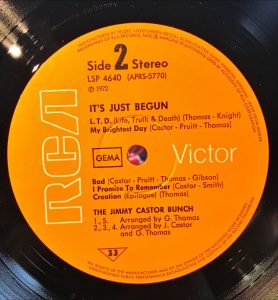 Side 2 Stereo
LSP 4640 (APRS-5770)
℗ 1972
IT'S JUST BEGUN
L.T.D. (Life, Truth & Death) (Thomas - Knight)
My Brightest Day (Castor - Pruitt - Thomas)
RCA
GEMA
Victor
Bad (Castor - Pruitt - Thomas - Gibson)
I Promise To Remember (Castor - Smith)
Creation (Epilogue) (Thomas)
THE JIMMY CASTOR BUNCH
1., 5. Arranged by G. Thomas
2., 3., 4. Arranged by J. Castor
and G. Thomas
33